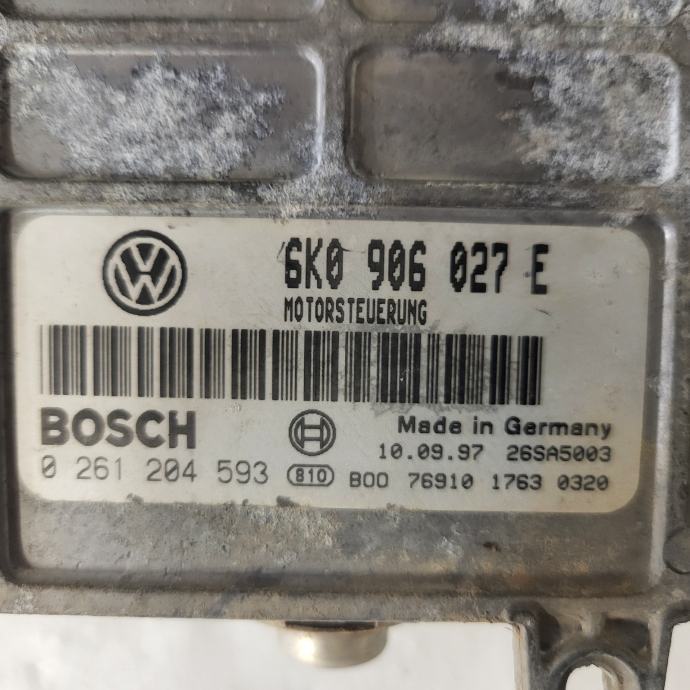 6K0 906 027 E
MOTORSTEUERUNG
BOSCH
Made in Germany
10.09.97 26SA5003
0 261 204 593 810 B00 76910 1763 0320